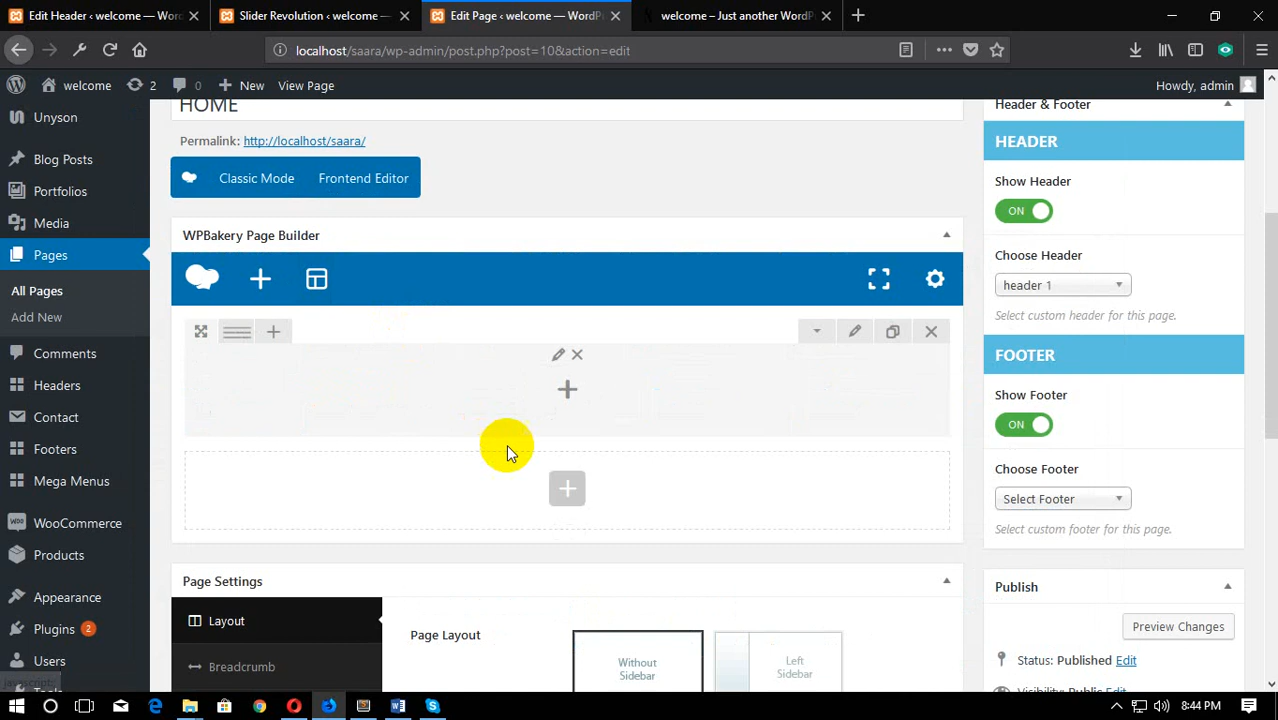 Edit Header ‹ welcome — Word
Slider Revolution ‹ welcome —
Edit Page ‹ welcome — WordPr
welcome – Just another WordP
localhost/saara/wp-admin/post.php?post=10&action=edit
welcome
2
0
New
View Page
Howdy, admin
Unyson
Blog Posts
Portfolios
Media
Pages
All Pages
Add New
Comments
Headers
Contact
Footers
Mega Menus
WooCommerce
Products
Appearance
Plugins 2
Users
javascript:
HOME
Permalink: http://localhost/saara/
Classic Mode
Frontend Editor
WPBakery Page Builder
Page Settings
Layout
Breadcrumb
Page Layout
Without
Sidebar
Left
Sidebar
Header & Footer
HEADER
Show Header
ON
Choose Header
header 1
Select custom header for this page.
FOOTER
Show Footer
ON
Choose Footer
Select Footer
Select custom footer for this page.
Publish
Preview Changes
Status: Published Edit
Visibility: Public Edit
8:44 PM